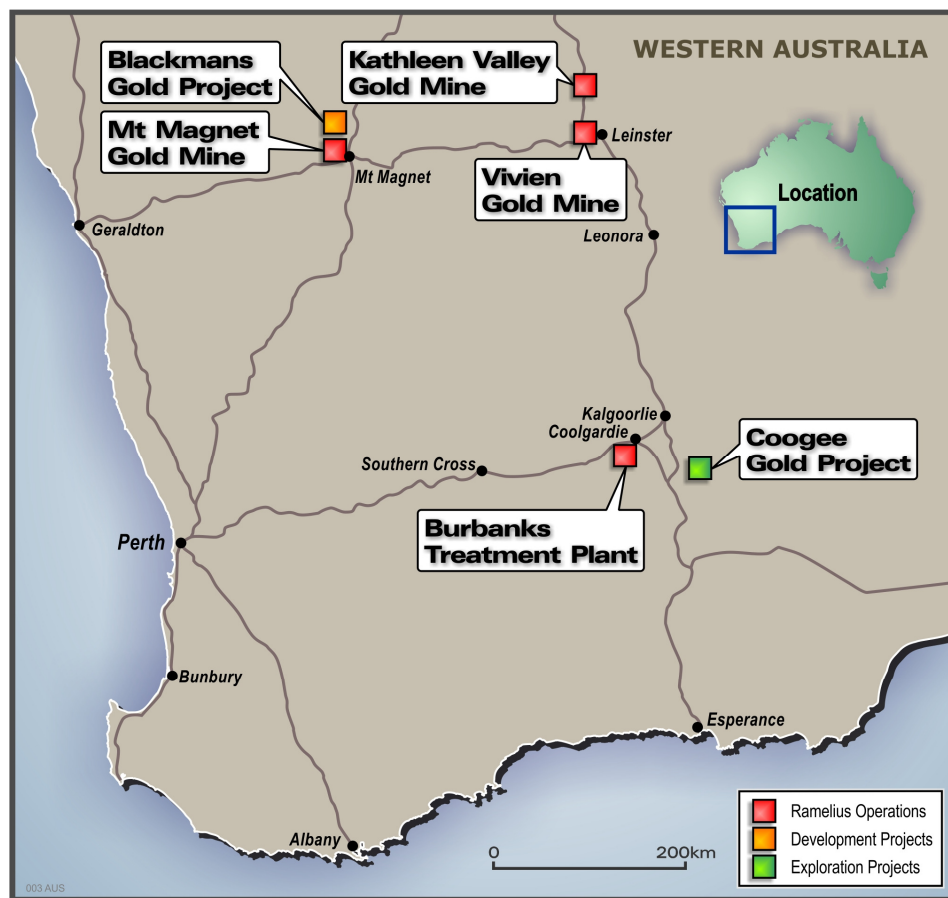 WESTERN AUSTRALIA
Blackmans
Gold Project
Kathleen Valley
Gold Mine
Mt Magnet
Gold Mine
Leinster
Mt Magnet
Vivien
Gold Mine
Location
Geraldton
Leonora
Kalgoorlie
Coolgardie
Coogee
Gold Project
Southern Cross
Burbanks
Treatment Plant
Perth
Bunbury
Esperance
Albany
0 200km
Ramelius Operations
Development Projects
Exploration Projects
003 AUS